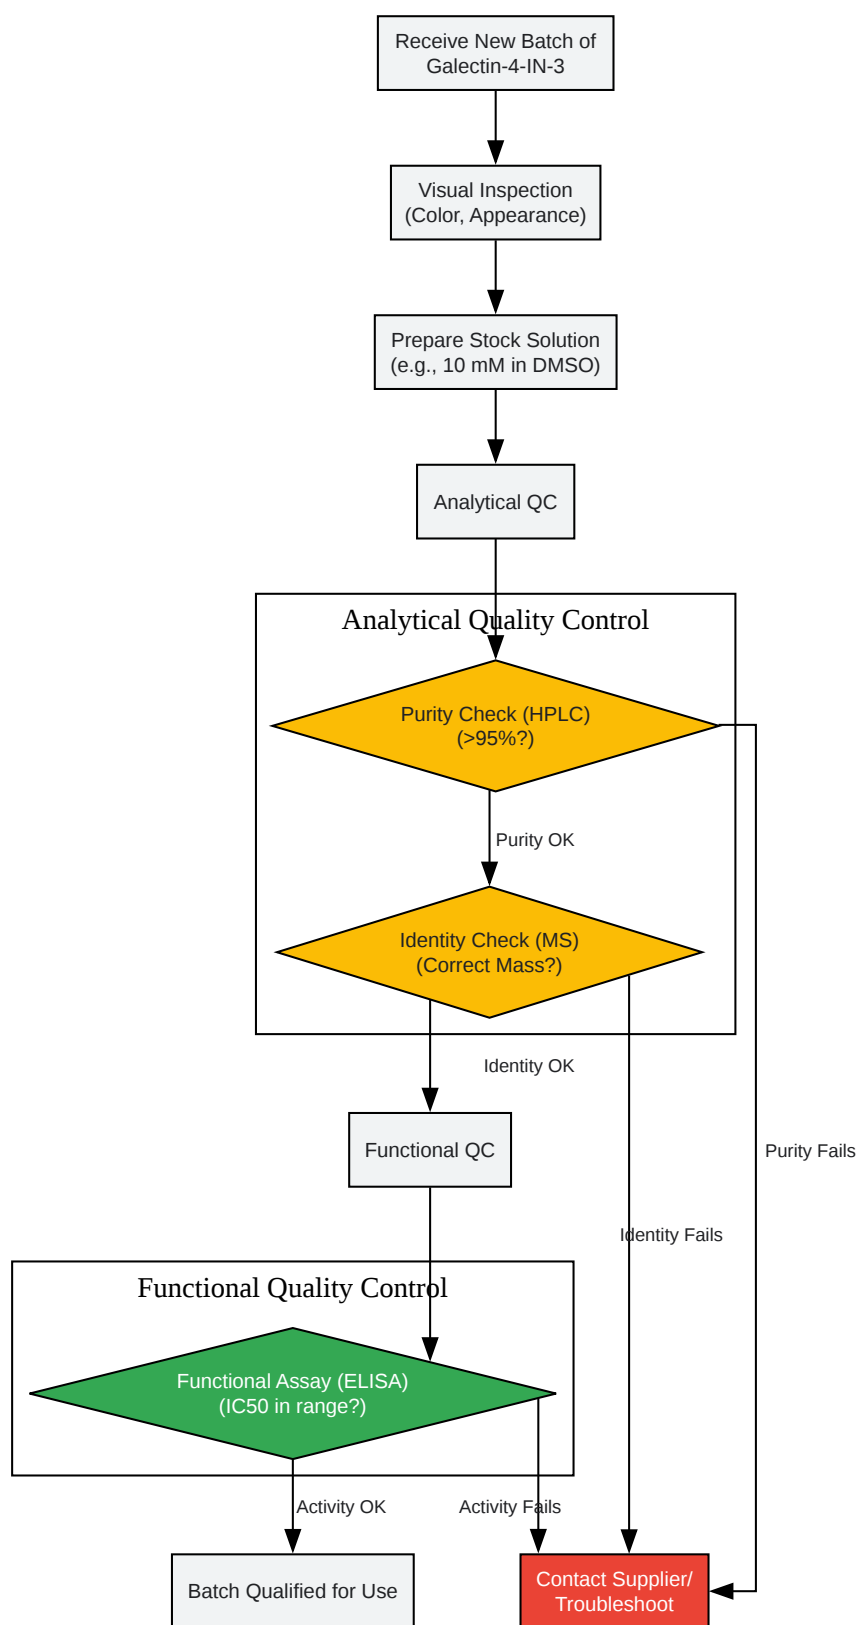 Receive New Batch of
Galectin-4-IN-3
Visual Inspection
(Color, Appearance)
Prepare Stock Solution
(e.g., 10 mM in DMSO)
Analytical QC
Analytical Quality Control
Purity Check (HPLC)
(>95%?)
Purity OK
Identity Check (MS)
(Correct Mass?)
Identity OK
Functional QC
Purity Fails
Identity Fails
Functional Quality Control
Functional Assay (ELISA)
(IC50 in range?)
Activity OK
Activity Fails
Batch Qualified for Use
Contact Supplier/
Troubleshoot